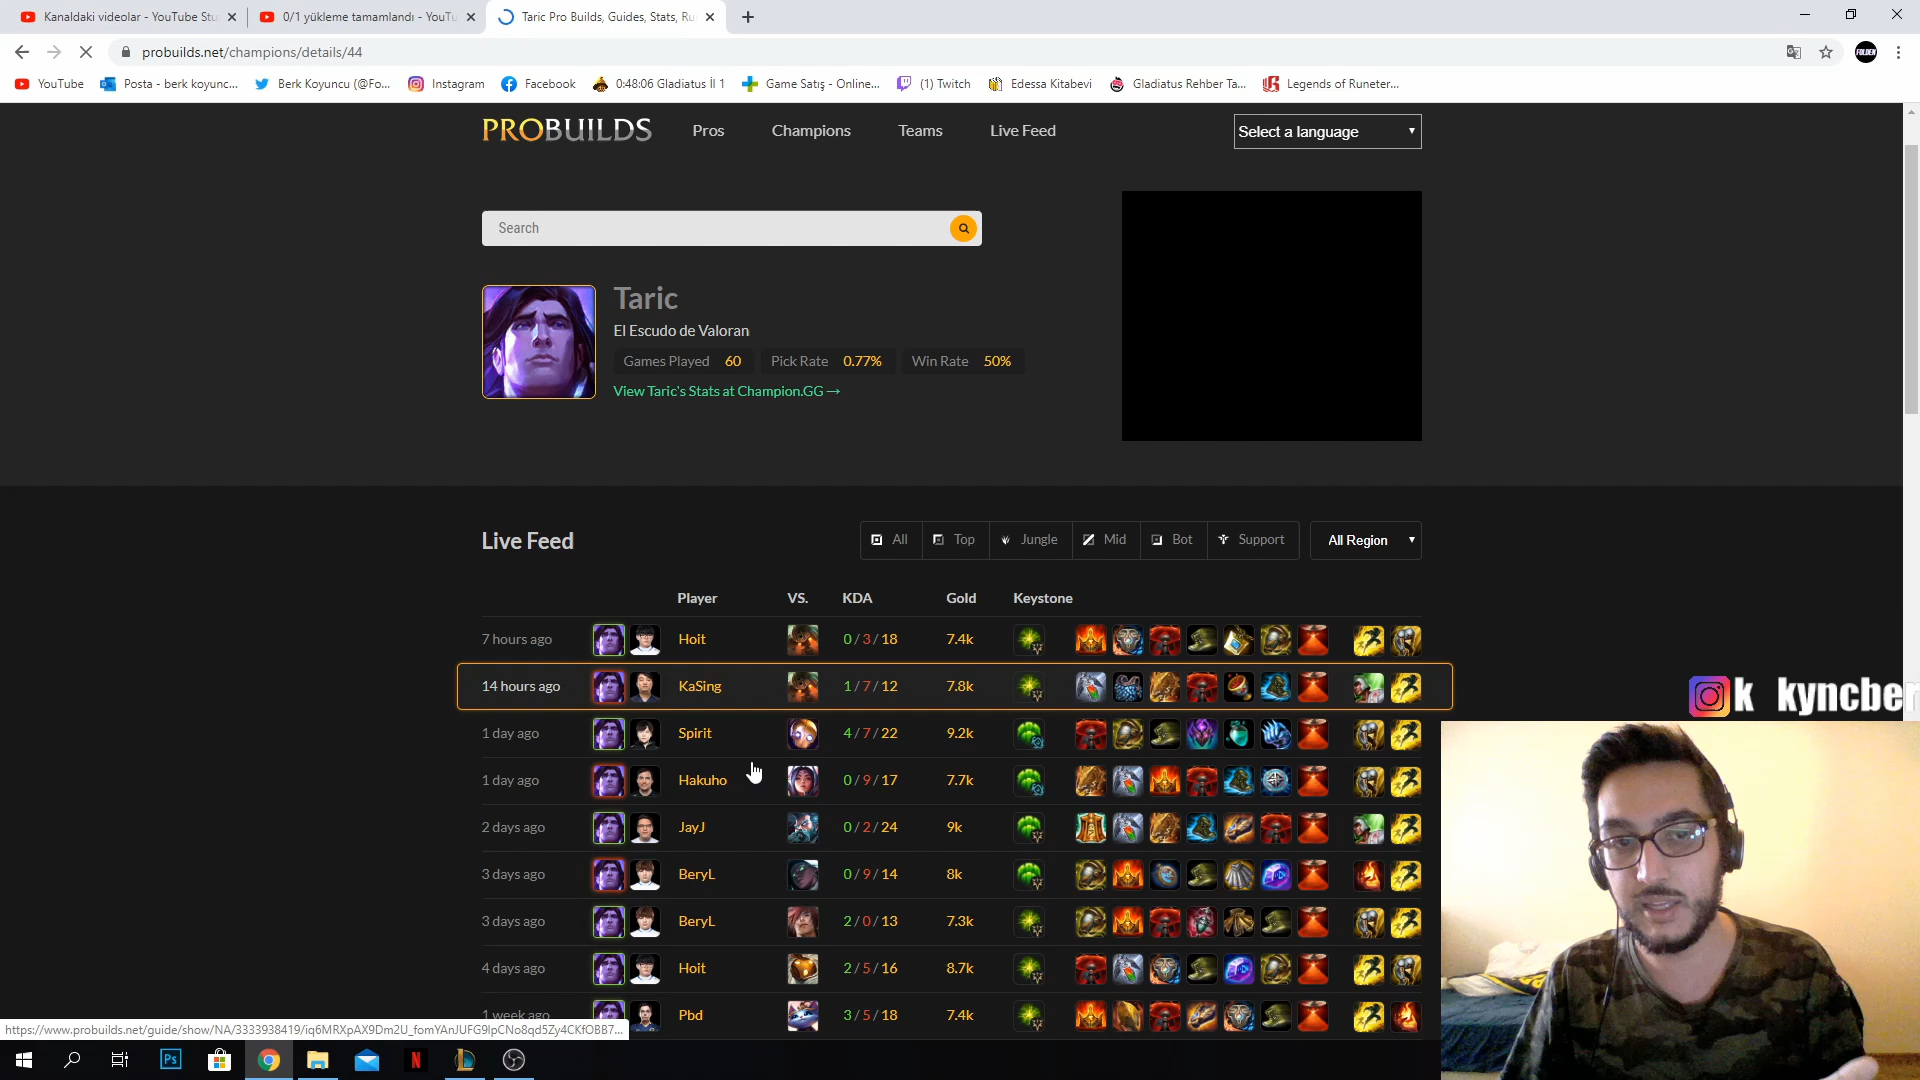 Kanaldaki videolar - YouTube Stu
0/1 yükleme tamamlandı - YouTu
Taric Pro Builds, Guides, Stats, Ru
probuilds.net/champions/details/44
FOLDEN
YouTube
Posta - berk koyunc...
Berk Koyuncu (@Fo...
Instagram
Facebook
0:48:06 Gladiatus İl 1
Game Satış - Online...
(1) Twitch
Edessa Kitabevi
Gladiatus Rehber Ta...
Legends of Runeter...
PROBUILDS
Pros
Champions
Teams
Live Feed
Select a language
Search
Taric
El Escudo de Valoran
Games Played 60
Pick Rate 0.77%
Win Rate 50%
View Taric's Stats at Champion.GG →
Live Feed
All
Top
Jungle
Mid
Bot
Support
All Region
Player VS. KDA Gold Keystone
7 hours ago Hoit 0 / 3 / 18 7.4k
14 hours ago KaSing 1 / 7 / 12 7.8k
1 day ago Spirit 4 / 7 / 22 9.2k
1 day ago Hakuho 0 / 9 / 17 7.7k
2 days ago JayJ 0 / 2 / 24 9k
3 days ago BeryL 0 / 9 / 14 8k
3 days ago BeryL 2 / 0 / 13 7.3k
4 days ago Hoit 2 / 5 / 16 8.7k
1 week ago Pbd 3 / 5 / 18 7.4k
k kyncber
Ps
N